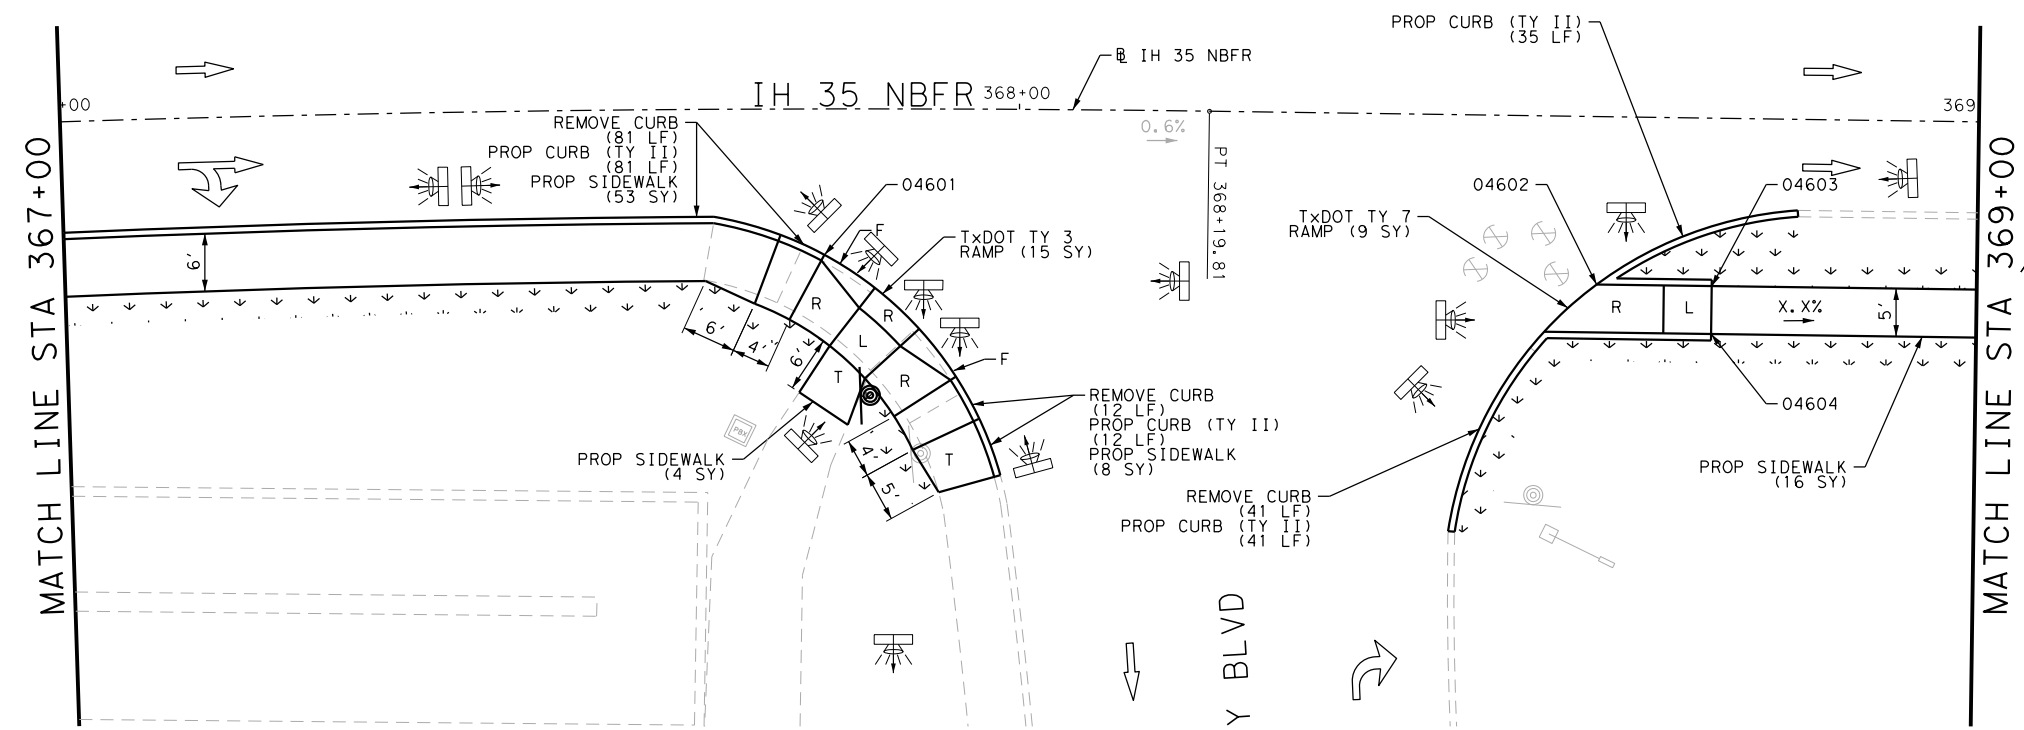 PROP CURB (TY II)
(35 LF)
℄ IH 35 NBFR
+00
IH 35 NBFR
368+00
369
REMOVE CURB
(81 LF)
PROP CURB (TY II)
(81 LF)
PROP SIDEWALK
(53 SY)
0.6%
PT 368+19.81
04601
F
TxDOT TY 3
RAMP (15 SY)
04602
04603
TxDOT TY 7
RAMP (9 SY)
MATCH LINE STA 367+00
MATCH LINE STA 369+00
6'
R
R
L
T
R
T
F
6'
4'
6'
4'
5'
R
L
X.X%
5'
PBX
PROP SIDEWALK
(4 SY)
REMOVE CURB
(12 LF)
PROP CURB (TY II)
(12 LF)
PROP SIDEWALK
(8 SY)
04604
PROP SIDEWALK
(16 SY)
REMOVE CURB
(41 LF)
PROP CURB (TY II)
(41 LF)
Y BLVD